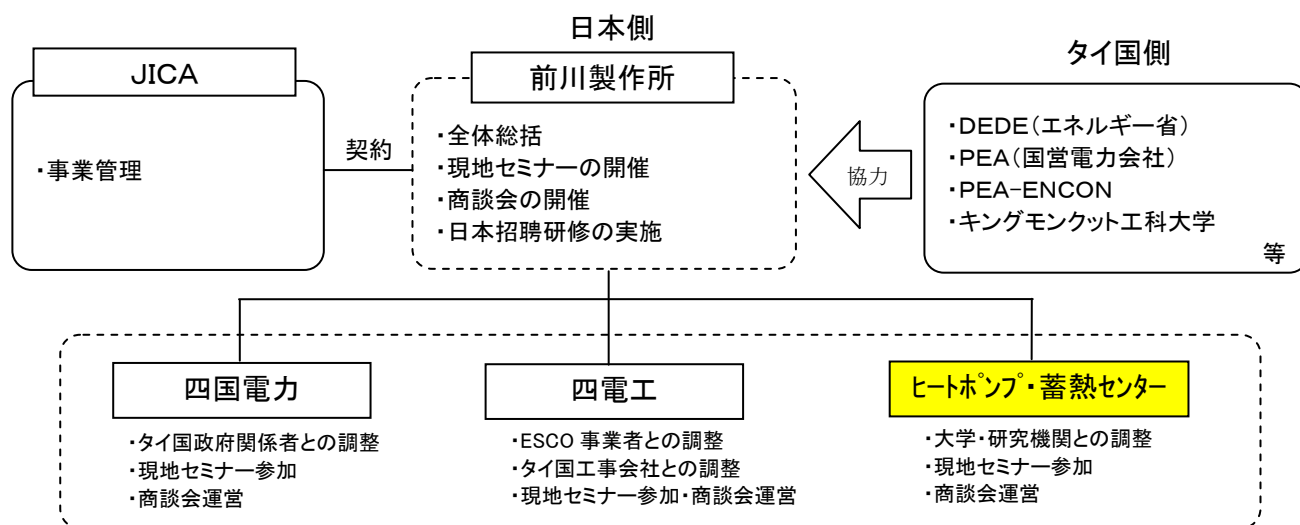 日本側
JICA
・事業管理
契約
前川製作所
・全体総括
・現地セミナーの開催
・商談会の開催
・日本招聘研修の実施
協力
タイ国側
・DEDE(エネルギー省)
・PEA(国営電力会社)
・PEA-ENCON
・キングモンクット工科大学
等
四国電力
・タイ国政府関係者との調整
・現地セミナー参加
・商談会運営
四電工
・ESCO 事業者との調整
・タイ国工事会社との調整
・現地セミナー参加・商談会運営
ヒートポンプ・蓄熱センター
・大学・研究機関との調整
・現地セミナー参加
・商談会運営